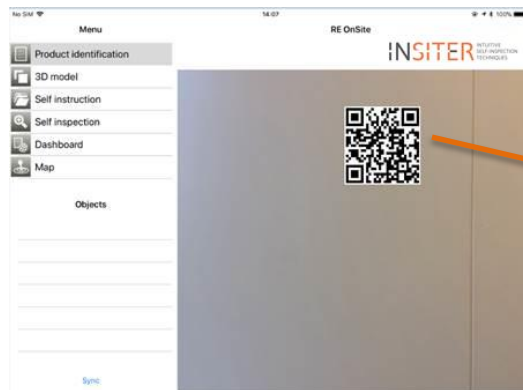 No SIM 14:07 100%
Menu
RE OnSite
INSITER INTUITIVE SELF-INSPECTION TECHNIQUES
Product identification
3D model
Self instruction
Self inspection
Dashboard
Map
Objects
Sync